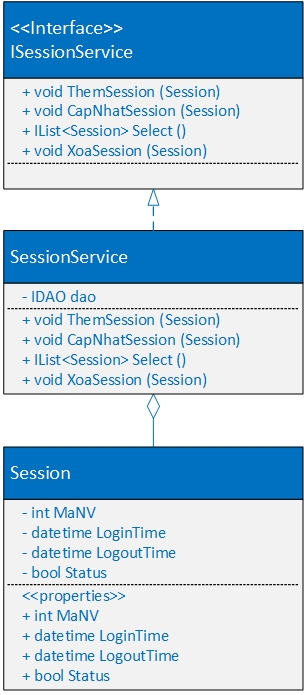 <<Interface>>
ISessionService
+ void ThemSession (Session)
+ void CapNhatSession (Session)
+ IList<Session> Select ()
+ void XoaSession (Session)
SessionService
- IDAO dao
+ void ThemSession (Session)
+ void CapNhatSession (Session)
+ IList<Session> Select ()
+ void XoaSession (Session)
Session
- int MaNV
- datetime LoginTime
- datetime LogoutTime
- bool Status
<<properties>>
+ int MaNV
+ datetime LoginTime
+ datetime LogoutTime
+ bool Status